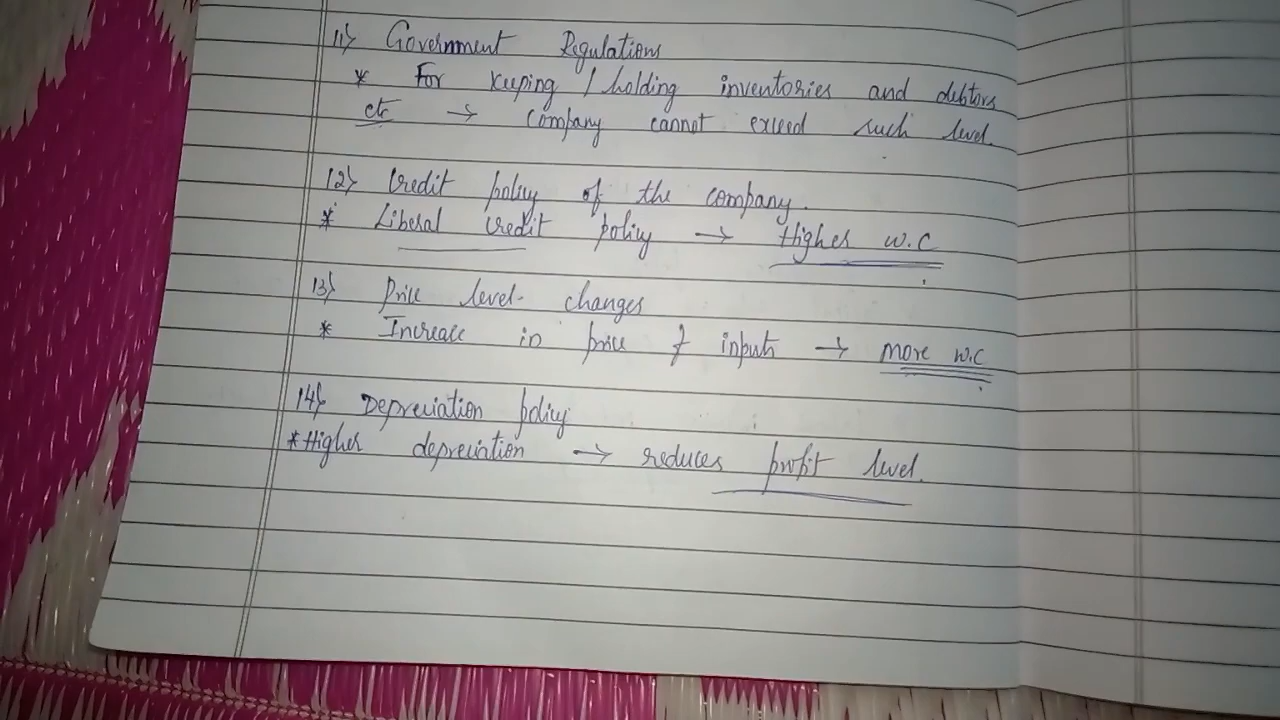 11) Government Regulations
* For keeping / holding inventories and debtors
etc → company cannot exceed such level.
12) Credit policy of the company.
* Liberal credit policy → Higher w.c
13) Price level changes
* Increase in price of inputs → more w.c
14) Depreciation policy
* Higher depreciation → reduces profit level.